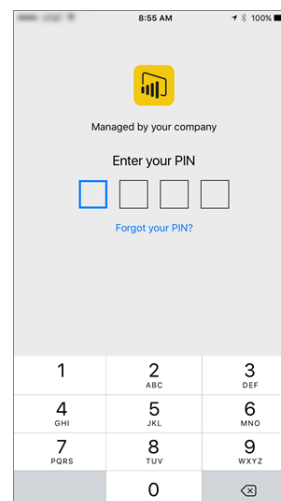 8:55 AM
100%
Managed by your company
Enter your PIN
Forgot your PIN?
1
2
3
ABC
DEF
4
5
6
GHI
JKL
MNO
7
8
9
PQRS
TUV
WXYZ
0